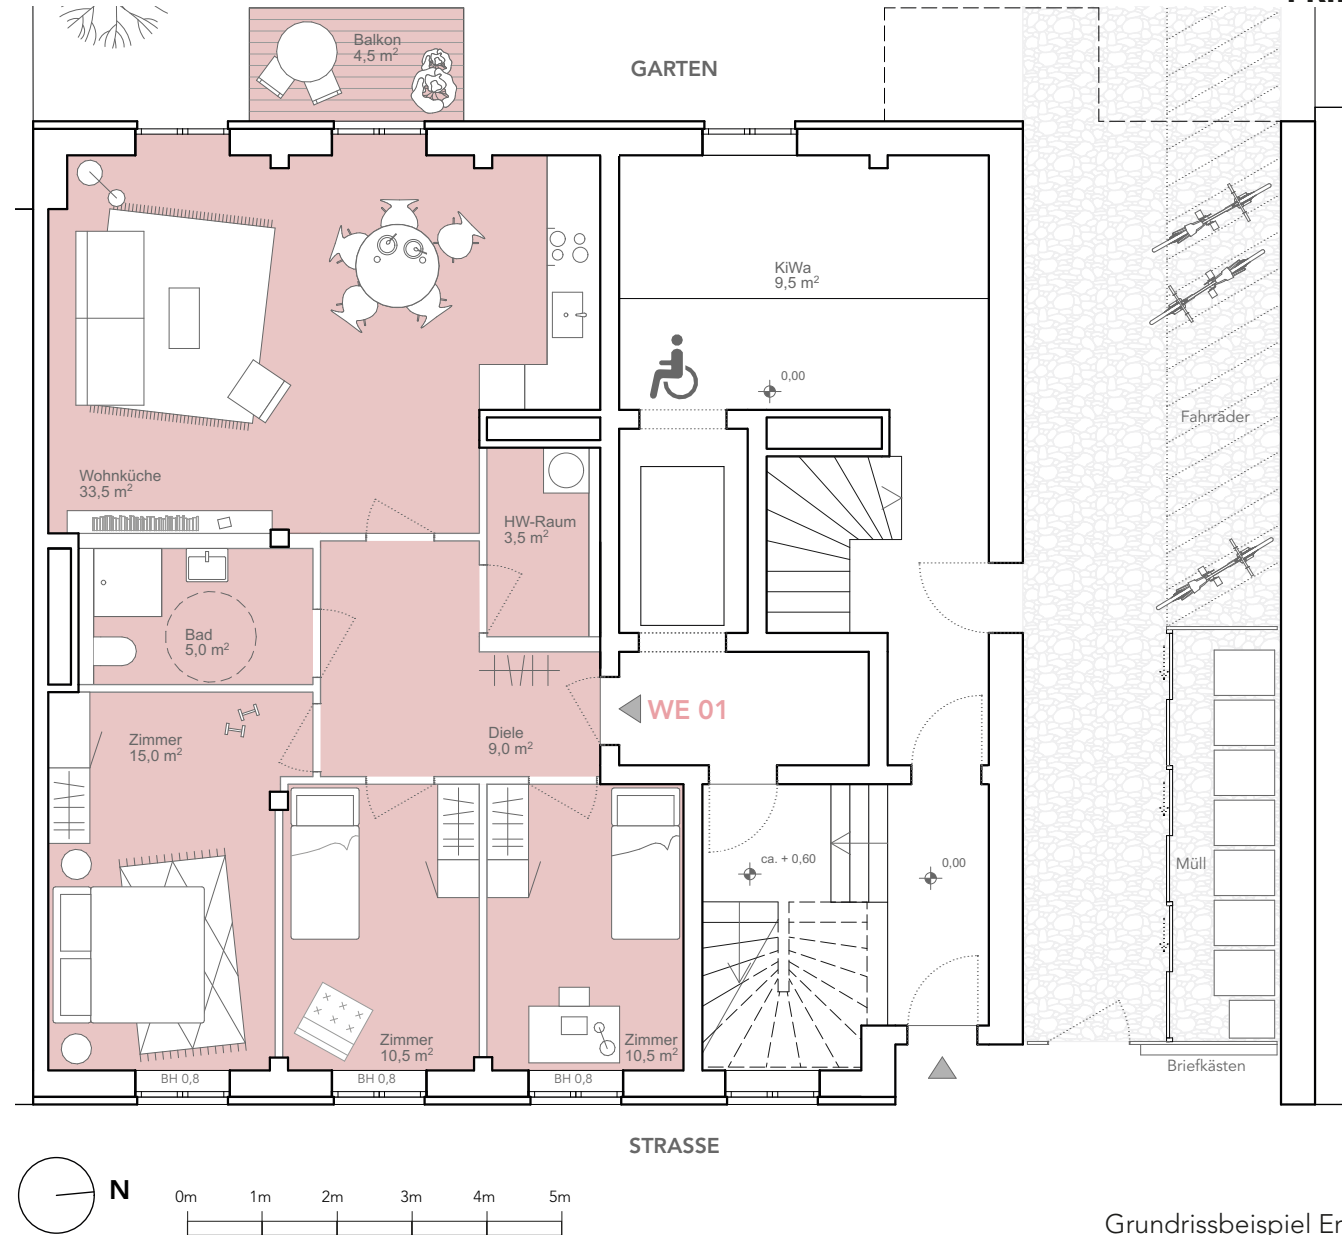 Balkon
4,5 m²
GARTEN
KiWa
9,5 m²
0,00
Fahrräder
Wohnküche
33,5 m²
HW-Raum
3,5 m²
Bad
5,0 m²
WE 01
Zimmer
15,0 m²
Diele
9,0 m²
ca. + 0,60
0,00
Müll
Zimmer
10,5 m²
Zimmer
10,5 m²
BH 0,8
BH 0,8
BH 0,8
Briefkästen
STRASSE
N
0m 1m 2m 3m 4m 5m
Grundrissbeispiel